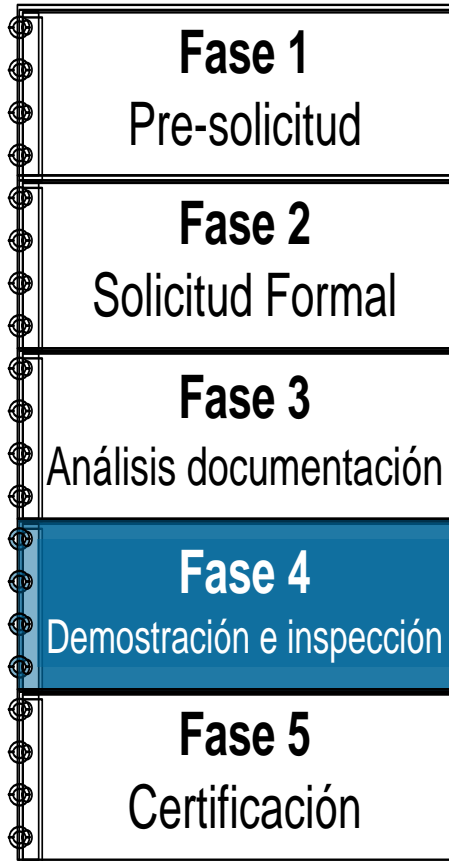 Fase 1
Pre-solicitud
Fase 2
Solicitud Formal
Fase 3
Análisis documentación
Fase 4
Demostración e inspección
Fase 5
Certificación